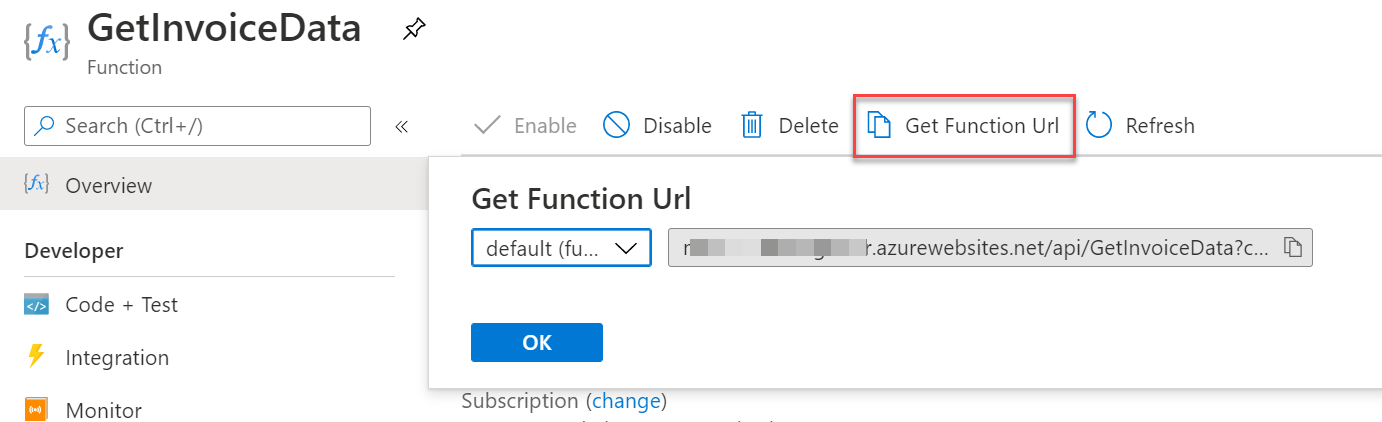 GetInvoiceData
Function
Search (Ctrl+/)
«
Enable Disable Delete Get Function Url Refresh
Overview
Get Function Url
default (fu... .azurewebsites.net/api/GetInvoiceData?c...
Developer
Code + Test
OK
Integration
Subscription (change)
Monitor